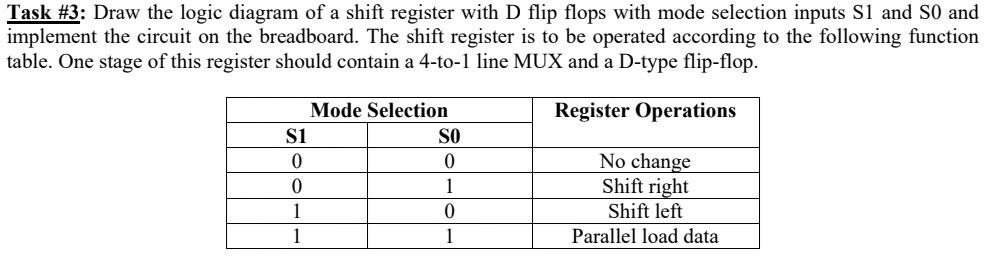 Task #3: Draw the logic diagram of a shift register with D flip flops with mode selection inputs S1 and S0 and
implement the circuit on the breadboard. The shift register is to be operated according to the following function
table. One stage of this register should contain a 4-to-1 line MUX and a D-type flip-flop.
Mode Selection Register Operations
S1 S0
0 0 No change
0 1 Shift right
1 0 Shift left
1 1 Parallel load data